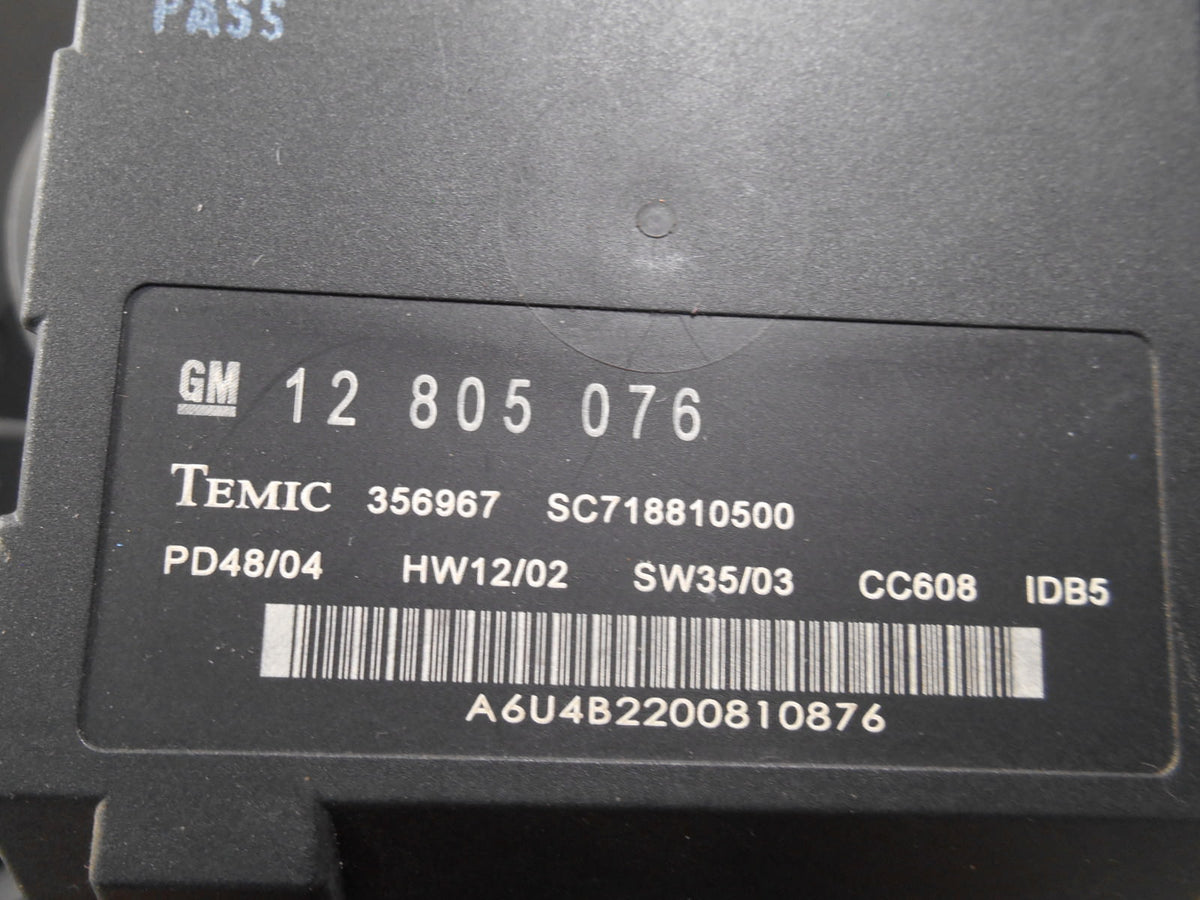 PASS
GM 12 805 076
TEMIC 356967 SC718810500
PD48/04 HW12/02 SW35/03 CC608 IDB5
A6U4B2200810876